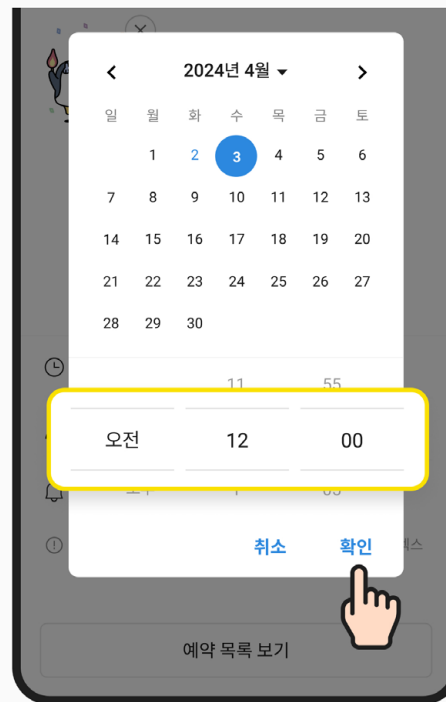 2024년 4월
일 월 화 수 목 금 토
1 2 3 4 5 6
7 8 9 10 11 12 13
14 15 16 17 18 19 20
21 22 23 24 25 26 27
28 29 30
11 55
오전 12 00
취소 확인
예약 목록 보기